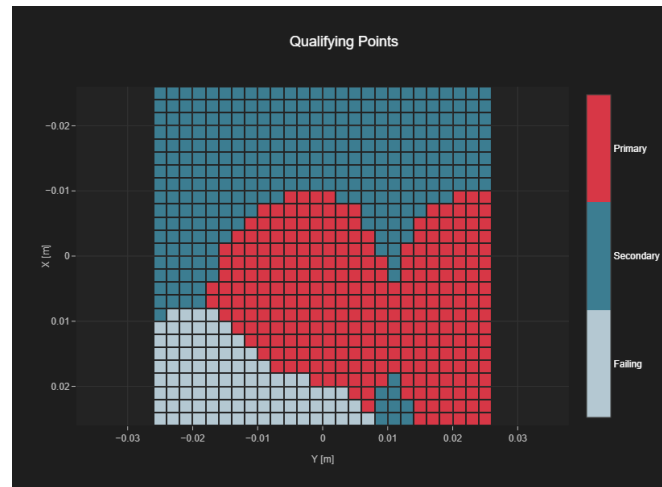 Qualifying Points
−0.02
−0.01
0
0.01
0.02
X [m]
−0.03
−0.02
−0.01
0
0.01
0.02
0.03
Y [m]
Primary
Secondary
Failing